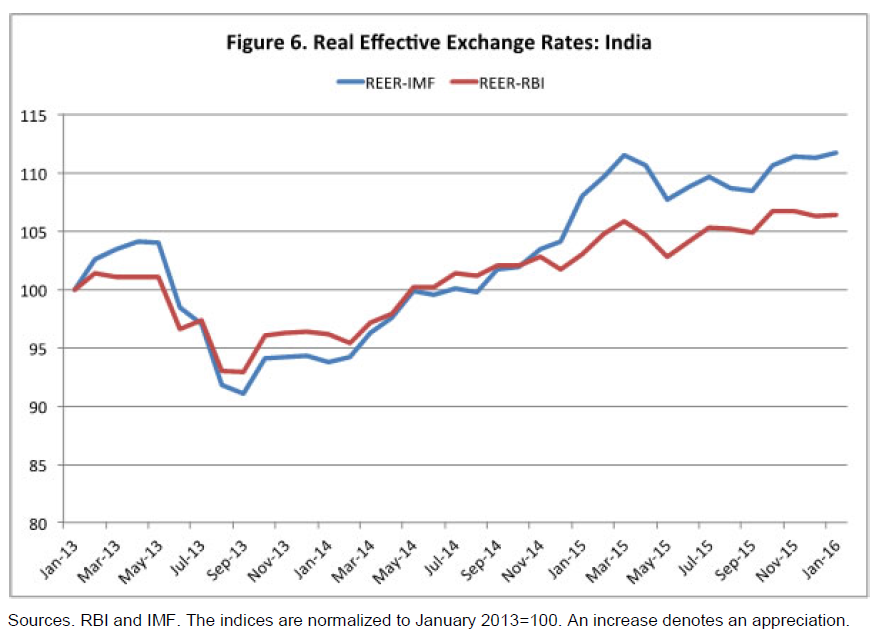 Figure 6. Real Effective Exchange Rates: India
REER-IMF REER-RBI
115
110
105
100
95
90
85
80
Jan-13 Mar-13 May-13 Jul-13 Sep-13 Nov-13 Jan-14 Mar-14 May-14 Jul-14 Sep-14 Nov-14 Jan-15 Mar-15 May-15 Jul-15 Sep-15 Nov-15 Jan-16
Sources. RBI and IMF. The indices are normalized to January 2013=100. An increase denotes an appreciation.